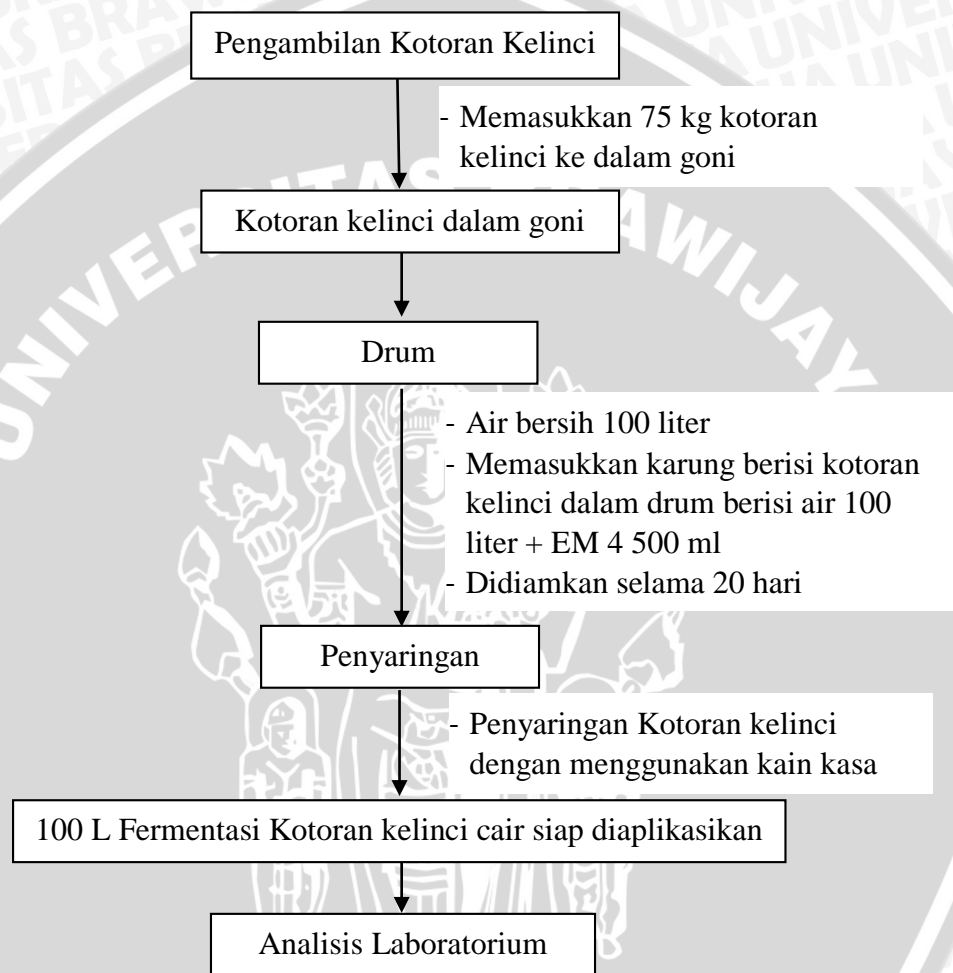 Pengambilan Kotoran Kelinci
- Memasukkan 75 kg kotoran
kelinci ke dalam goni
Kotoran kelinci dalam goni
Drum
- Air bersih 100 liter
- Memasukkan karung berisi kotoran
kelinci dalam drum berisi air 100
liter + EM 4 500 ml
- Didiamkan selama 20 hari
Penyaringan
- Penyaringan Kotoran kelinci
dengan menggunakan kain kasa
100 L Fermentasi Kotoran kelinci cair siap diaplikasikan
Analisis Laboratorium